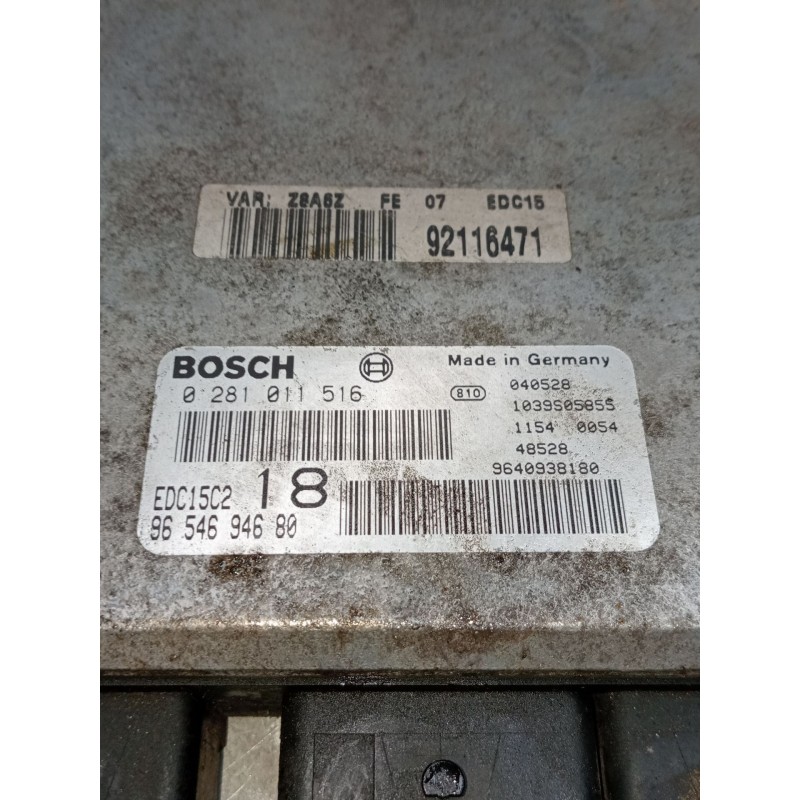 VAR: Z8A6Z FE 07 EDC15
92116471
BOSCH
Made in Germany
0 281 011 516
810
040528
1039S05855
1154 0054
48528
9640938180
EDC15C2 18
96 546 946 80